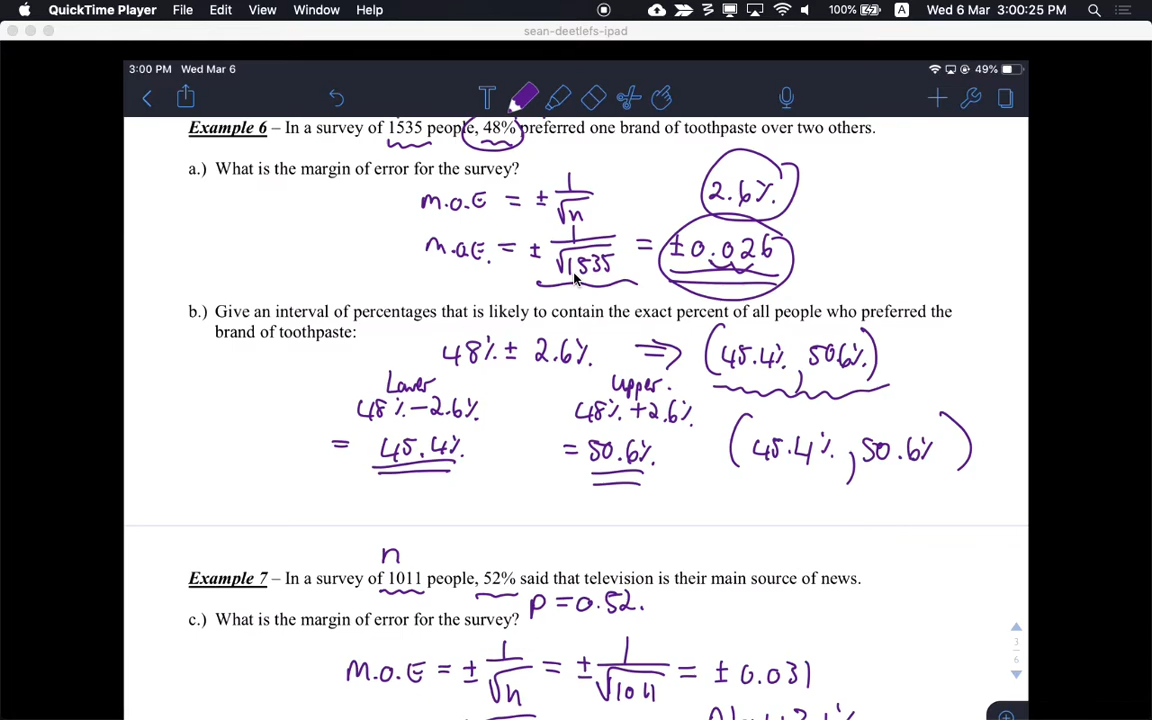 QuickTime Player File Edit View Window Help 100% A Wed 6 Mar 3:00:25 PM
sean-deetlefs-ipad
3:00 PM Wed Mar 6 49%
T
Example 6 – In a survey of 1535 people, 48% preferred one brand of toothpaste over two others.
a.) What is the margin of error for the survey?
2.6%.
M.O.E = ± 1/√n
M.O.E. = ± 1/√1535 = ±0.026
b.) Give an interval of percentages that is likely to contain the exact percent of all people who preferred the
brand of toothpaste:
48% ± 2.6% ⇒ (45.4%, 50.6%)
Lower Upper.
48% – 2.6% 48% + 2.6%
= 45.4% = 50.6% (45.4%, 50.6%)
n
Example 7 – In a survey of 1011 people, 52% said that television is their main source of news.
p = 0.52.
c.) What is the margin of error for the survey?
M.O.E = ± 1/√n = ± 1/√1011 = ± 0.031
3
6